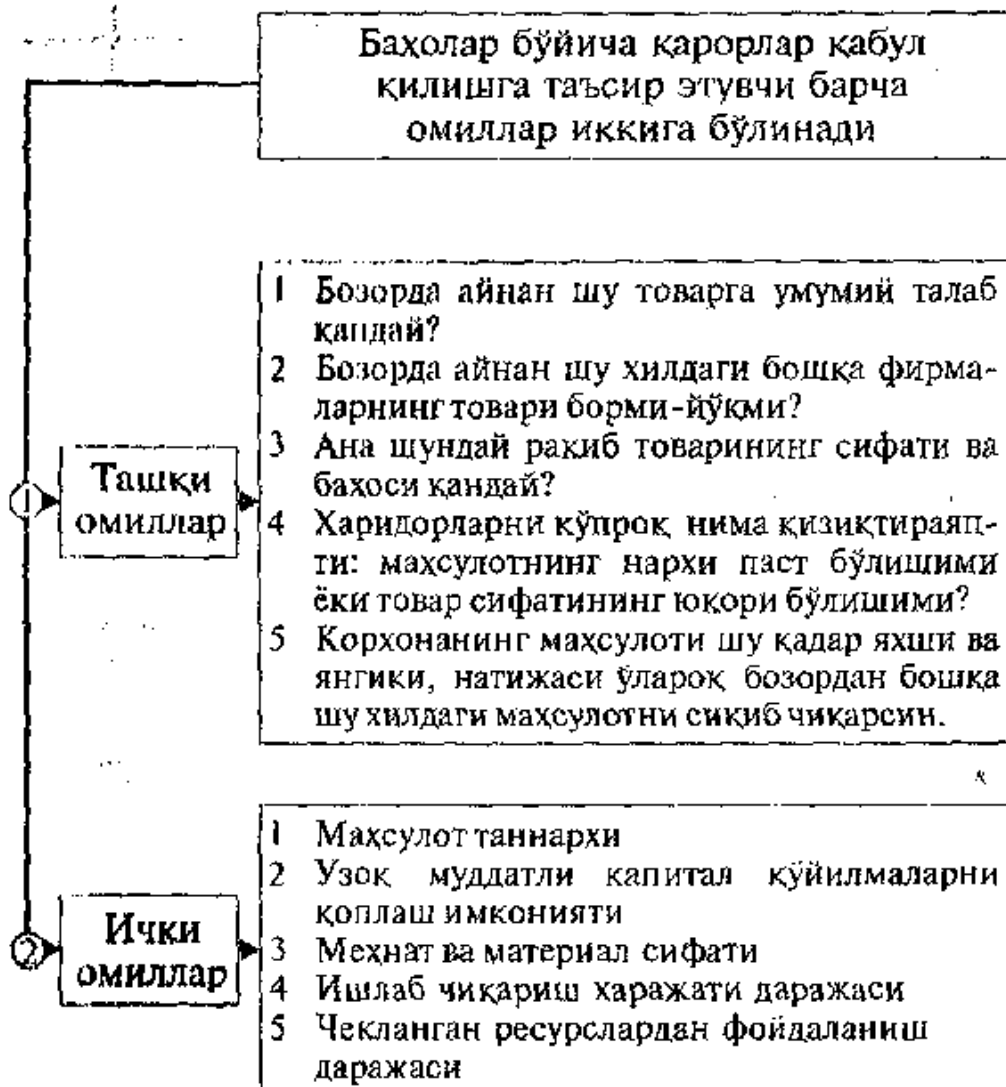 Баҳолар бўйича қарорлар қабул
қилишга таъсир этувчи барча
омиллар иккига бўлинади
1 Бозорда айнан шу товарга умумий талаб
қандай?
2 Бозорда айнан шу хилдаги бошқа фирма-
ларнинг товари борми-йўқми?
3 Ана шундай рақиб товарининг сифати ва
баҳоси қандай?
4 Харидорларни кўпроқ нима қизиқтираяп-
ти: маҳсулотнинг нархи паст бўлишими
ёки товар сифатининг юқори бўлишими?
5 Корхонанинг маҳсулоти шу қадар яхши ва
янгики, натижаси ўлароқ бозордан бошқа
шу хилдаги маҳсулотни сиқиб чиқарсин.
1
Ташқи
омиллар
1 Маҳсулот таннархи
2 Узоқ муддатли капитал қўйилмаларни
қоплаш имконияти
3 Меҳнат ва материал сифати
4 Ишлаб чиқариш харажати даражаси
5 Чекланган ресурслардан фойдаланиш
даражаси
2
Ички
омиллар